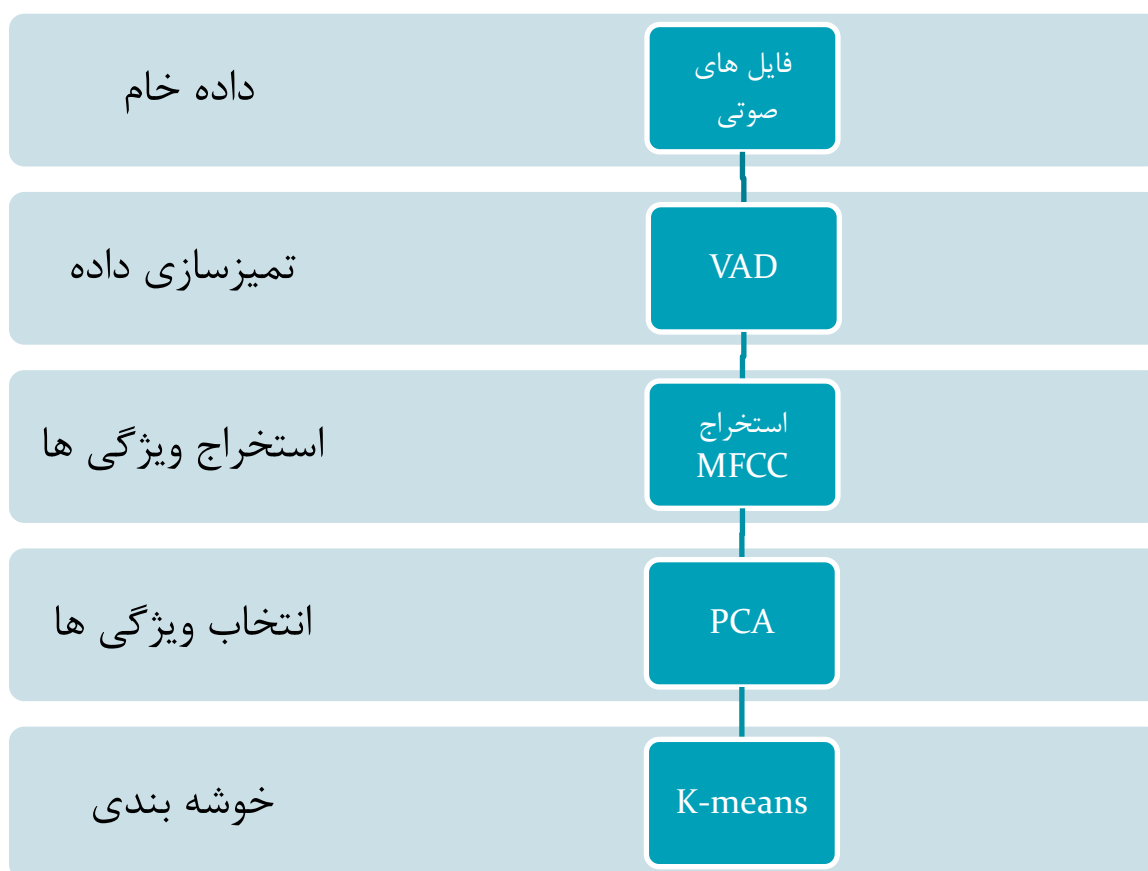 داده خام
فایل های
صوتی
تمیزسازی داده
VAD
استخراج ویژگی ها
استخراج
MFCC
انتخاب ویژگی ها
PCA
خوشه بندی
K-means